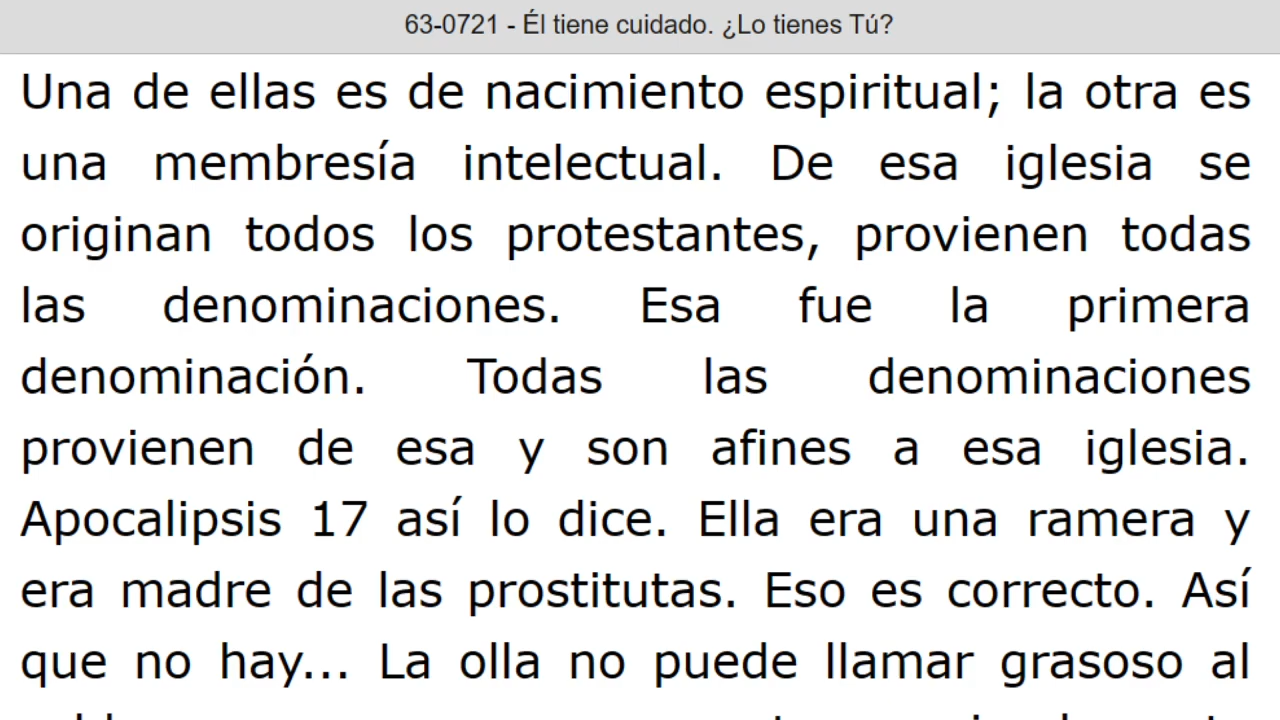 63-0721 - Él tiene cuidado. ¿Lo tienes Tú?
Una de ellas es de nacimiento espiritual; la otra es
una membresía intelectual. De esa iglesia se
originan todos los protestantes, provienen todas
las denominaciones. Esa fue la primera
denominación. Todas las denominaciones
provienen de esa y son afines a esa iglesia.
Apocalipsis 17 así lo dice. Ella era una ramera y
era madre de las prostitutas. Eso es correcto. Así
que no hay... La olla no puede llamar grasoso al